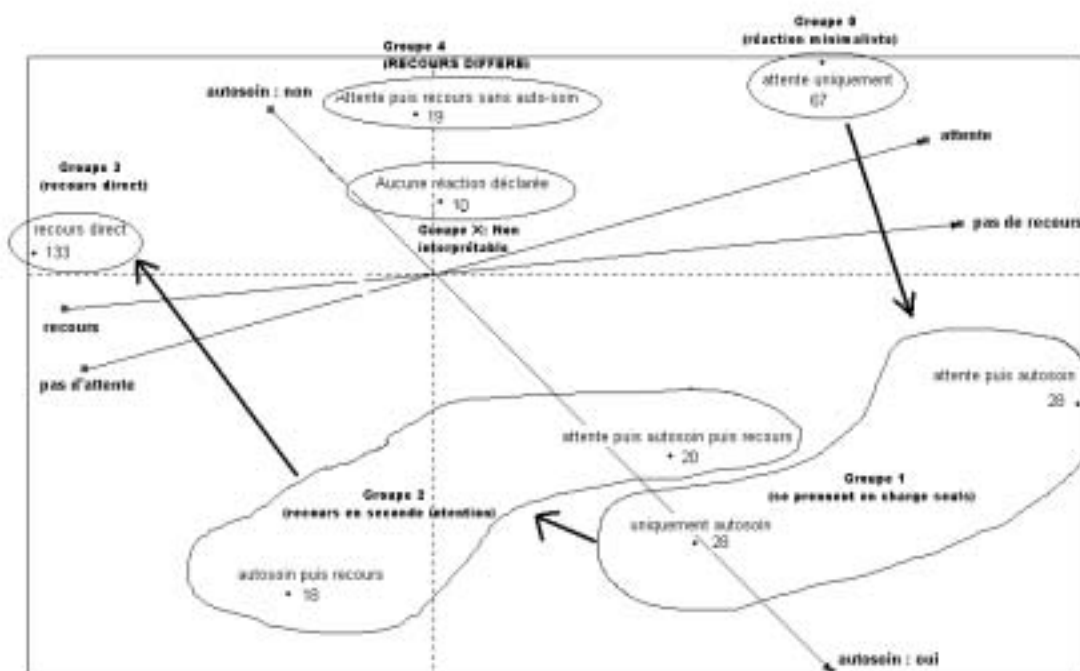 Groupe 0
(réaction minimaliste)
attente uniquement
67
Groupe 4
(RECOURS DIFFERE)
Attente puis recours sans auto-soin
19
autosoin : non
attente
Groupe 3
(recours direct)
recours direct
133
Aucune réaction déclarée
10
Groupe X: Non
interprétable
pas de recours
recours
pas d'attente
attente puis autosoin
28
attente puis autosoin puis recours
20
Groupe 1
(se prennent en charge seuls)
Groupe 2
(recours en seconde intention)
uniquement autosoin
28
autosoin puis recours
18
autosoin : oui